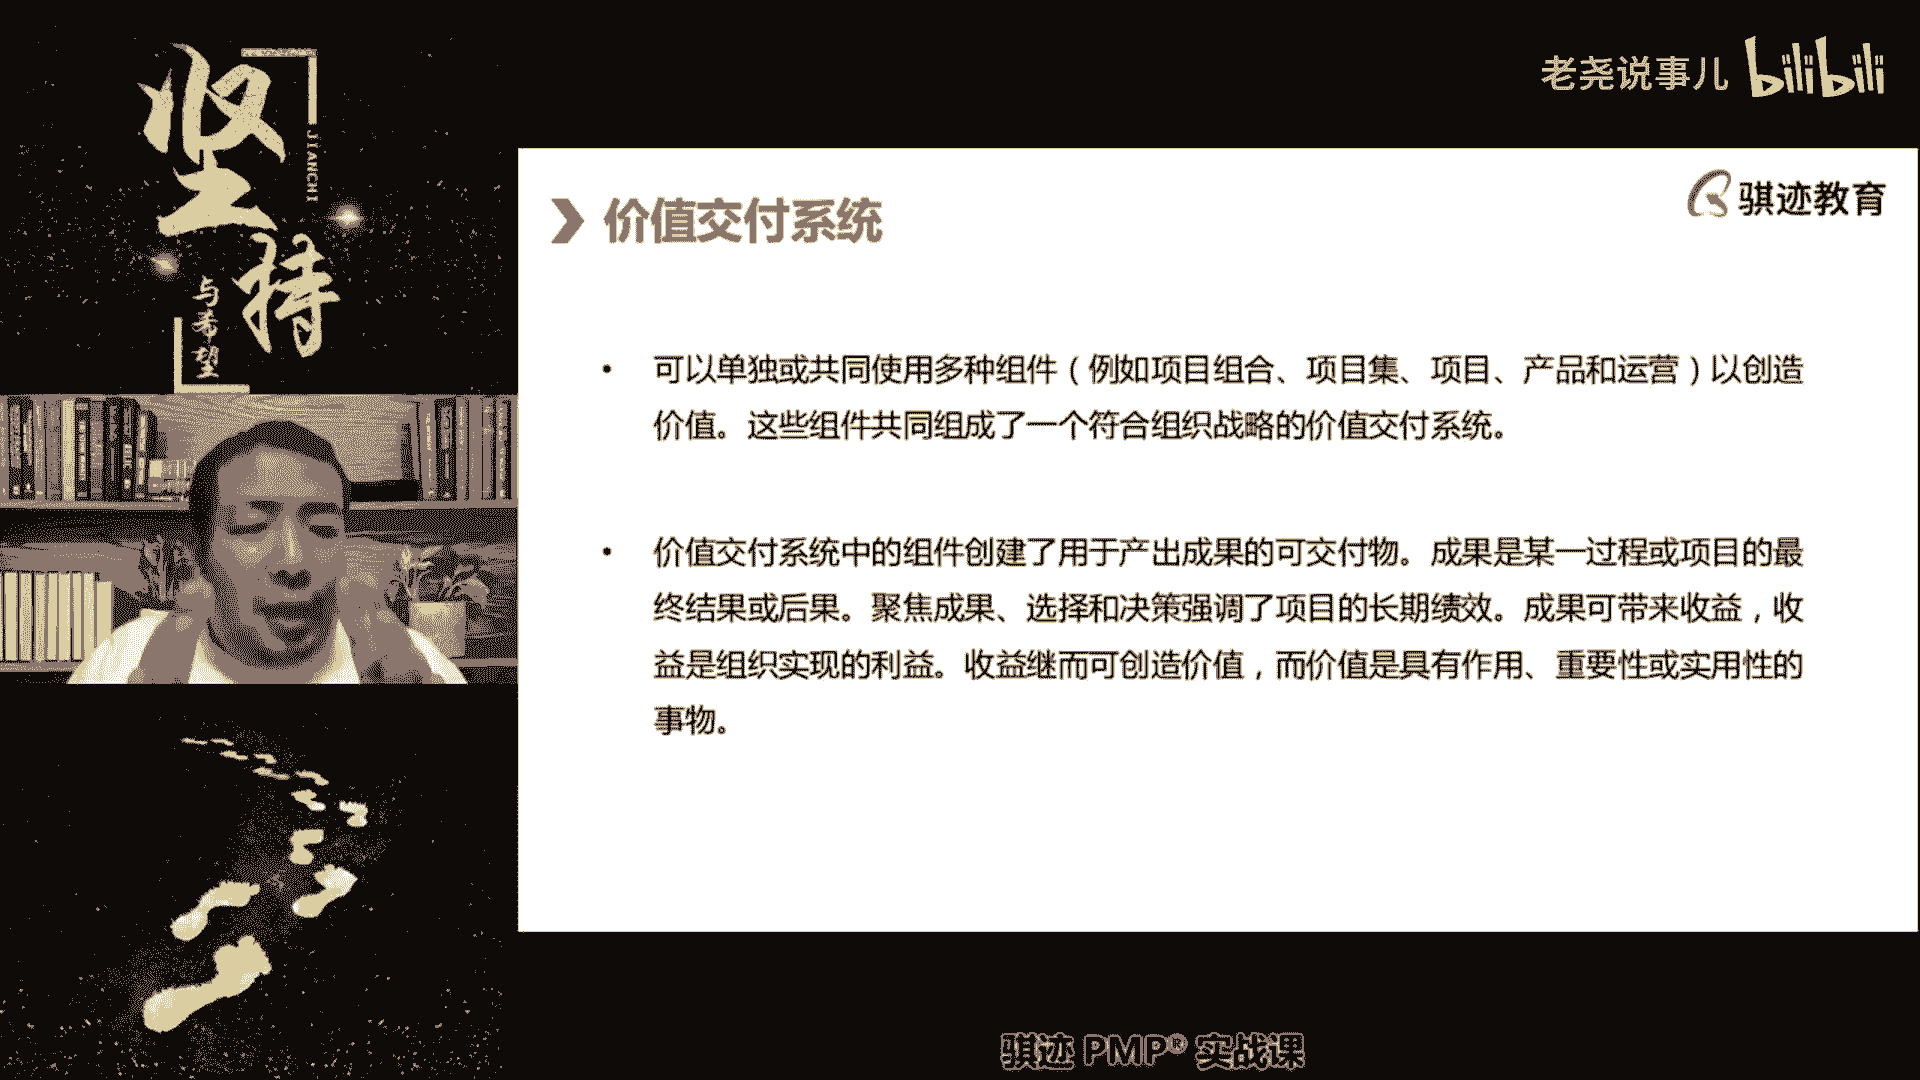 坚持
JIANCHI
与希望
老尧说事儿 bilibili
骐迹教育
价值交付系统
• 可以单独或共同使用多种组件（例如项目组合、项目集、项目、产品和运营）以创造
价值。这些组件共同组成了一个符合组织战略的价值交付系统。
• 价值交付系统中的组件创建了用于产出成果的可交付物。成果是某一过程或项目的最
终结果或后果。聚焦成果、选择和决策强调了项目的长期绩效。成果可带来收益，收
益是组织实现的利益。收益继而可创造价值，而价值是具有作用、重要性或实用性的
事物。
骐迹 PMP® 实战课